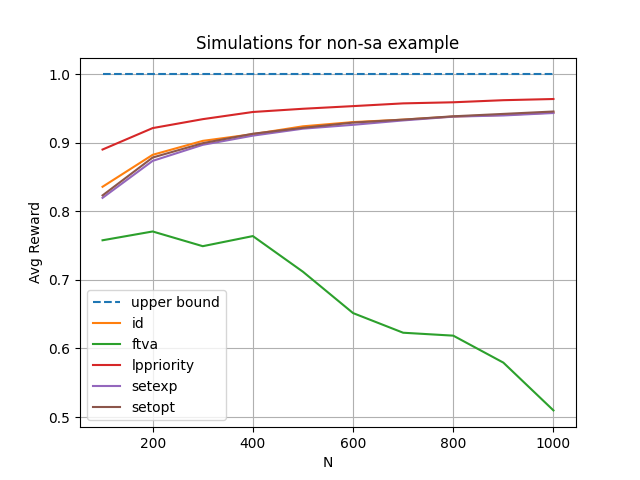 Simulations for non-sa example
Avg Reward
1.0
0.9
0.8
0.7
0.6
0.5
upper bound
id
ftva
lppriority
setexp
setopt
200 400 600 800 1000
N